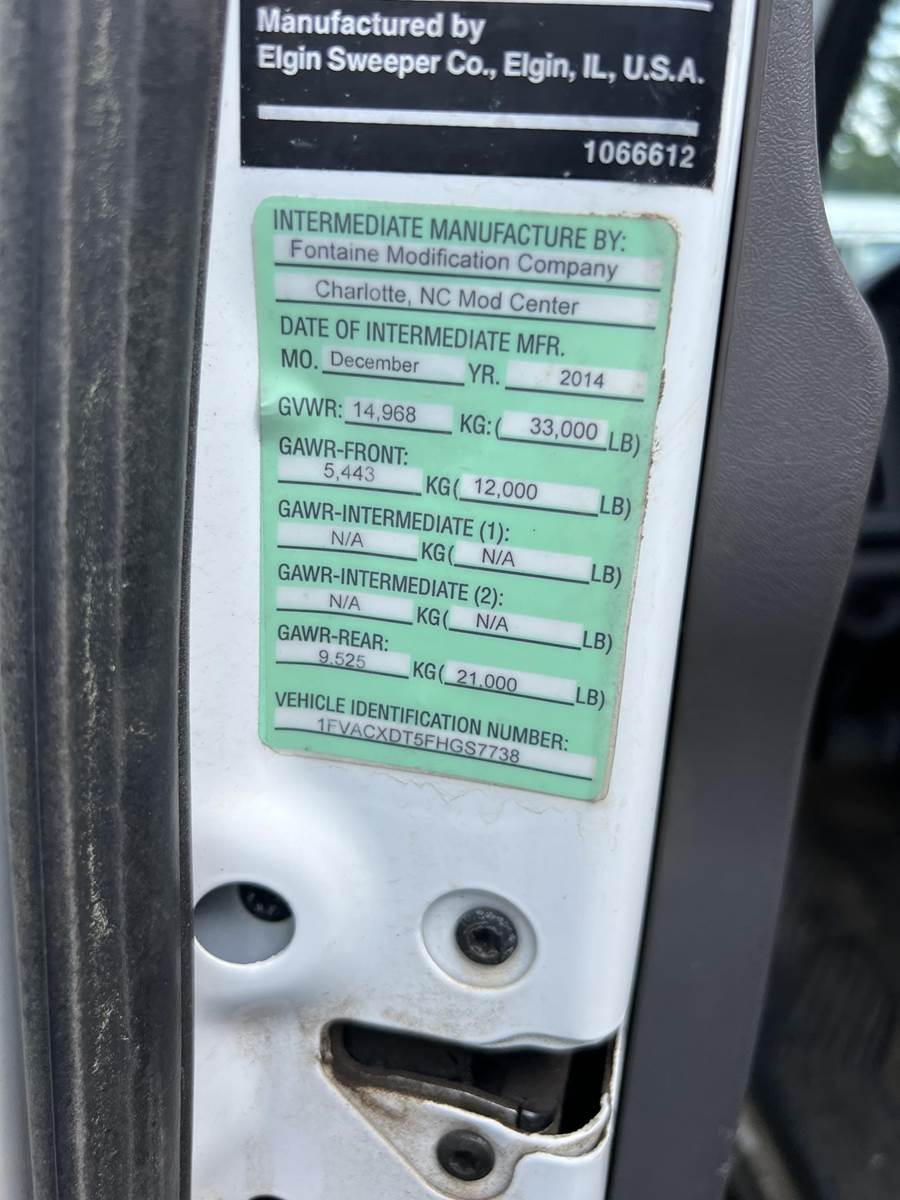 Manufactured by
Elgin Sweeper Co., Elgin, IL, U.S.A.
1066612
INTERMEDIATE MANUFACTURE BY:
Fontaine Modification Company
Charlotte, NC Mod Center
DATE OF INTERMEDIATE MFR.
MO. December YR. 2014
GVWR: 14,968 KG: ( 33,000 LB)
GAWR-FRONT:
5,443 KG( 12,000 LB)
GAWR-INTERMEDIATE (1):
N/A KG( N/A LB)
GAWR-INTERMEDIATE (2):
N/A KG( N/A LB)
GAWR-REAR:
9,525 KG( 21,000 LB)
VEHICLE IDENTIFICATION NUMBER:
1FVACXDT5FHGS7738